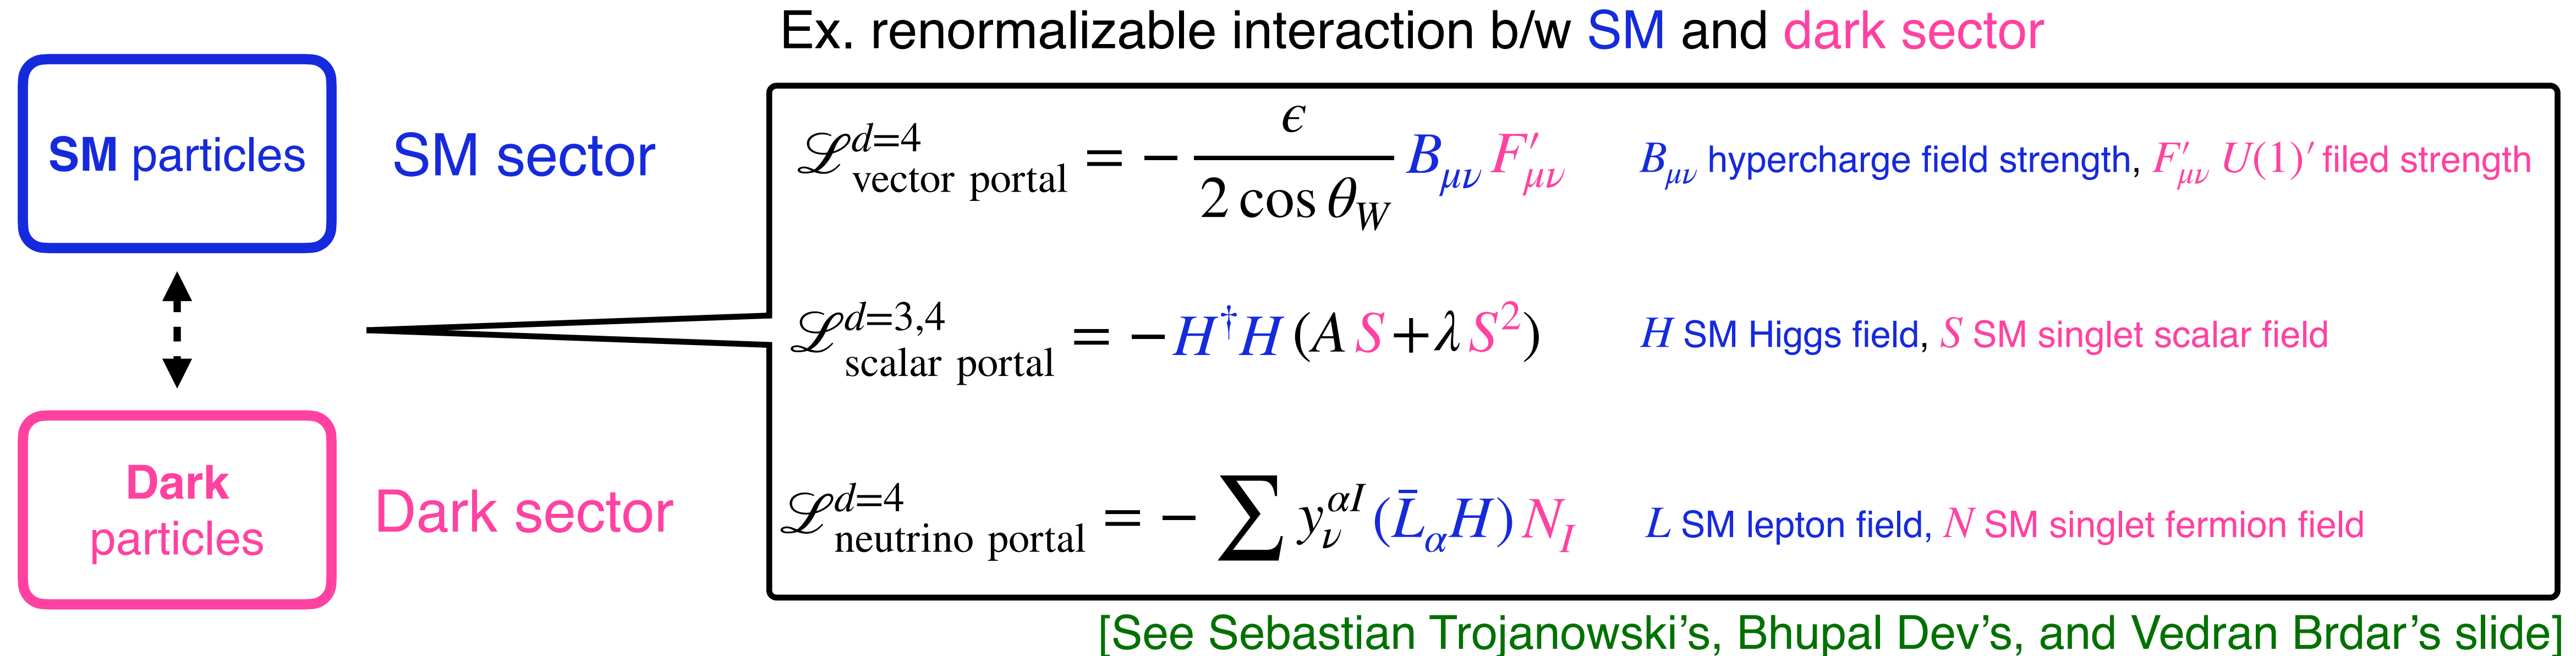 Ex. renormalizable interaction b/w SM and dark sector
SM particles
SM sector
Dark
particles
Dark sector
ℒ^{d=4}_{vector portal} = − \frac{ϵ}{2 cos θ_W} B_{μν} F′_{μν}
B_{μν} hypercharge field strength, F′_{μν} U(1)′ filed strength
ℒ^{d=3,4}_{scalar portal} = −H^†H (A S + λ S^2)
H SM Higgs field, S SM singlet scalar field
ℒ^{d=4}_{neutrino portal} = − ∑ y_ν^{αI} (L̄_α H) N_I
L SM lepton field, N SM singlet fermion field
[See Sebastian Trojanowski’s, Bhupal Dev’s, and Vedran Brdar’s slide]